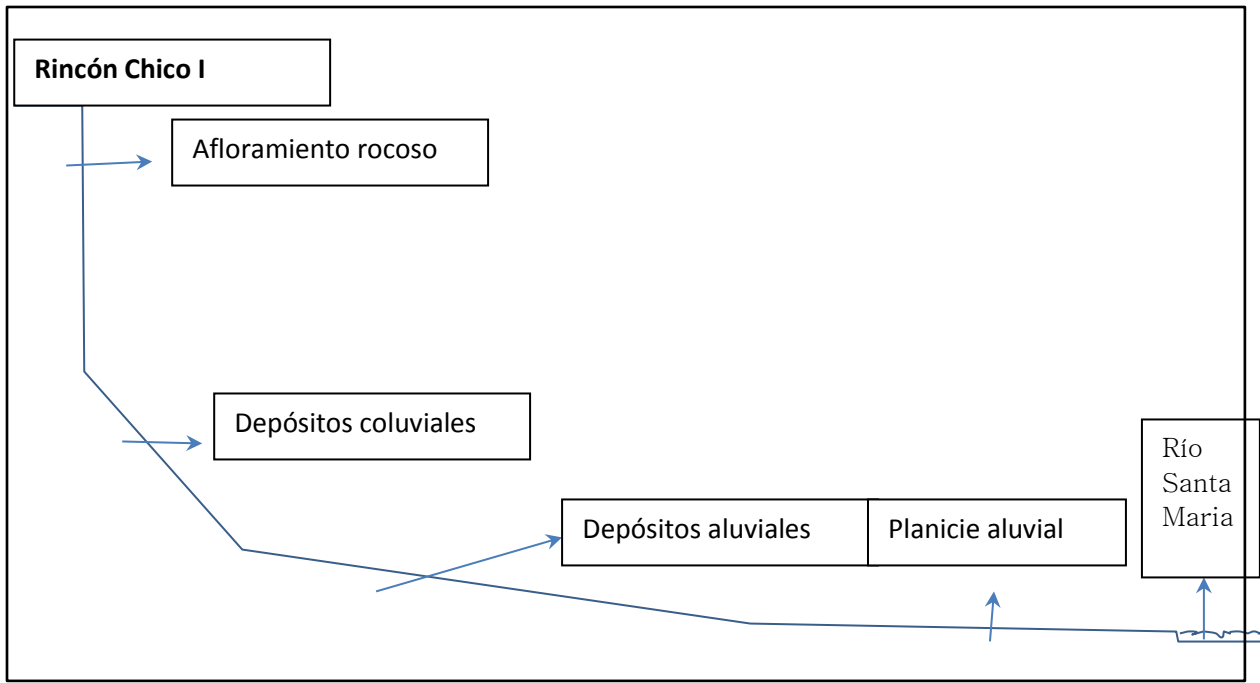 Rincón Chico I
Afloramiento rocoso
Depósitos coluviales
Depósitos aluviales
Planicie aluvial
Río
Santa
Maria